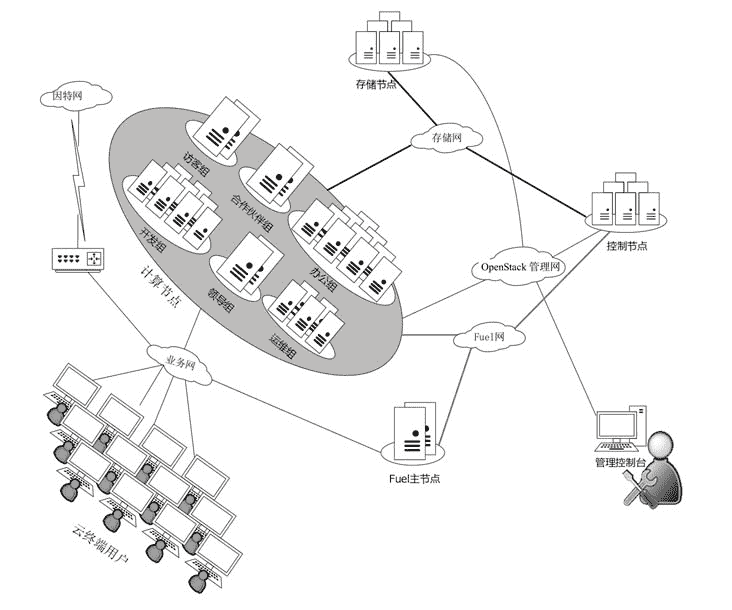 存储节点
因特网
存储网
访客组
合作伙伴组
控制节点
开发组
办公组
OpenStack 管理网
计算节点
领导组
运维组
Fuel网
业务网
管理控制台
Fuel主节点
云终端用户